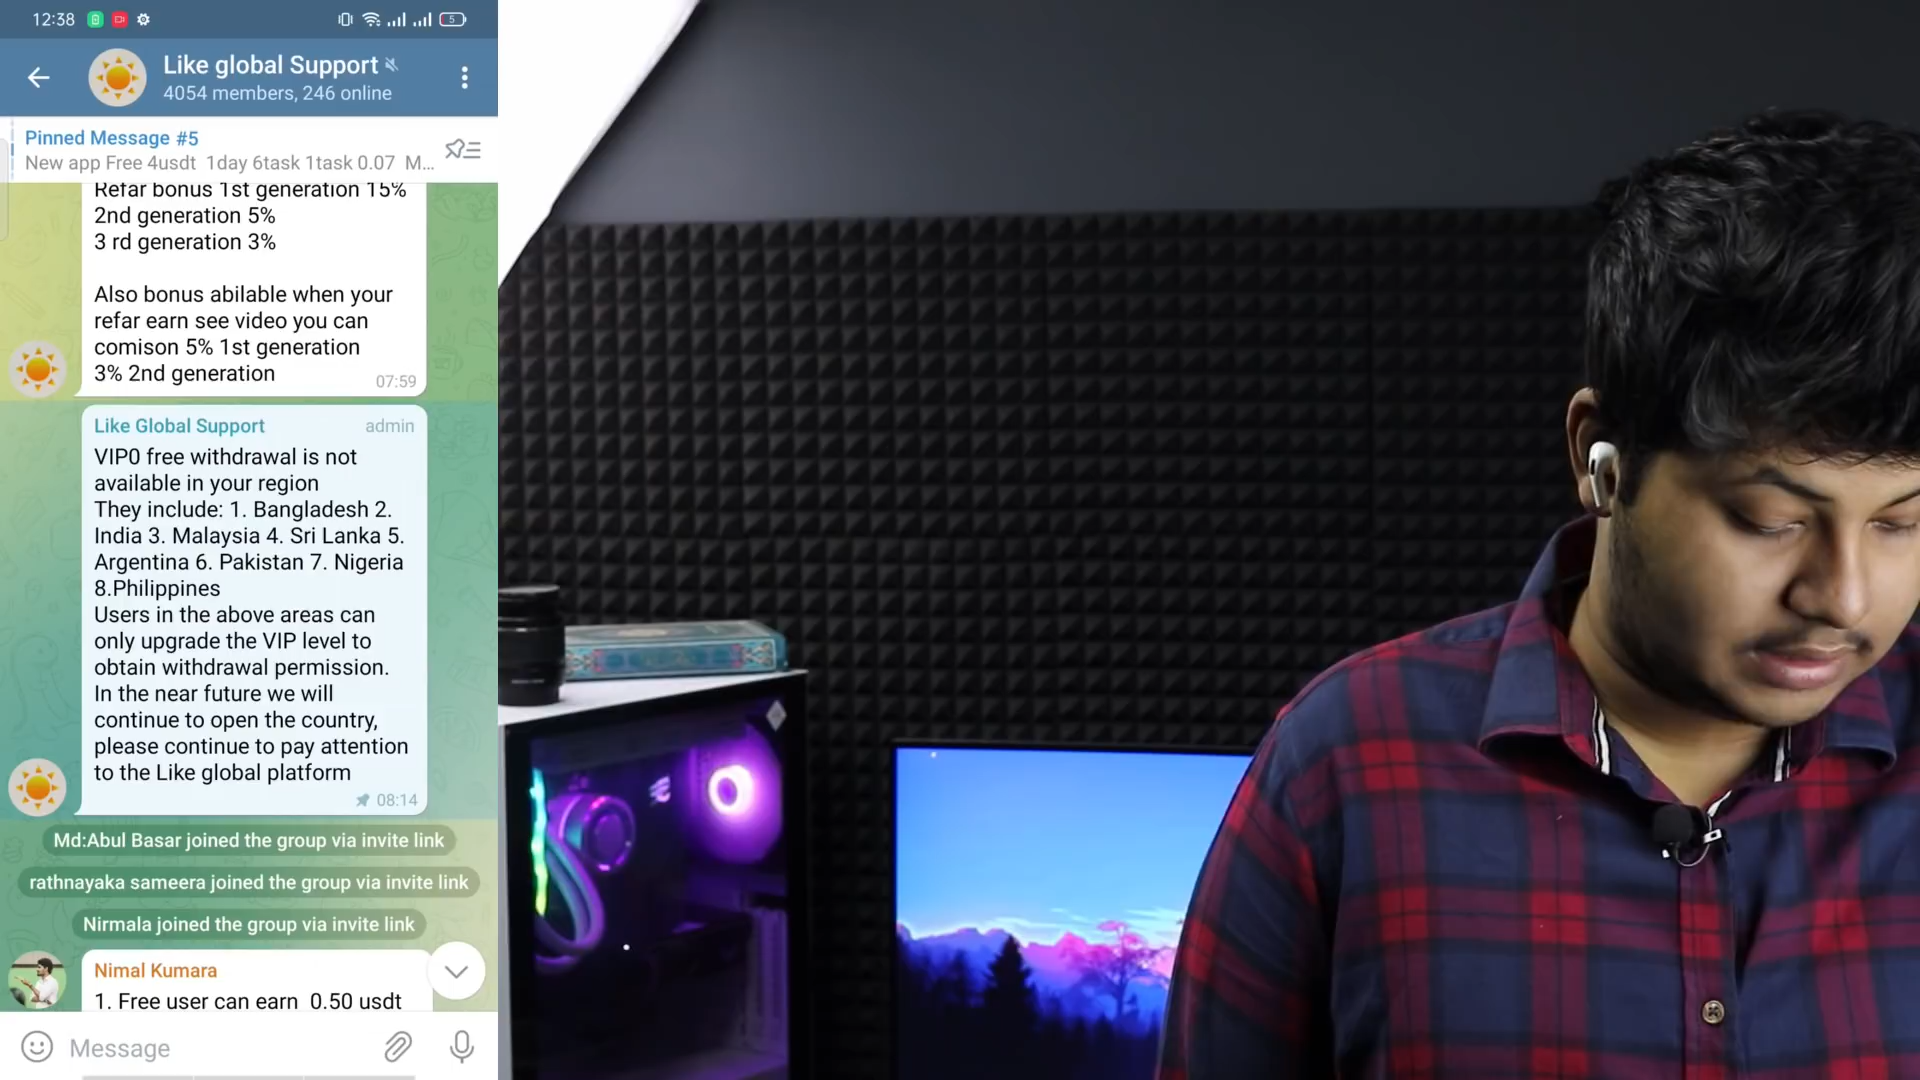 12:38
5
Like global Support
4054 members, 246 online
Pinned Message #5
New app Free 4usdt 1day 6task 1task 0.07 M...
Refar bonus 1st generation 15%
2nd generation 5%
3 rd generation 3%
Also bonus abilable when your
refar earn see video you can
comison 5% 1st generation
3% 2nd generation
07:59
Like Global Support admin
VIP0 free withdrawal is not
available in your region
They include: 1. Bangladesh 2.
India 3. Malaysia 4. Sri Lanka 5.
Argentina 6. Pakistan 7. Nigeria
8.Philippines
Users in the above areas can
only upgrade the VIP level to
obtain withdrawal permission.
In the near future we will
continue to open the country,
please continue to pay attention
to the Like global platform
08:14
Md:Abul Basar joined the group via invite link
rathnayaka sameera joined the group via invite link
Nirmala joined the group via invite link
Nimal Kumara
1. Free user can earn 0.50 usdt
Message